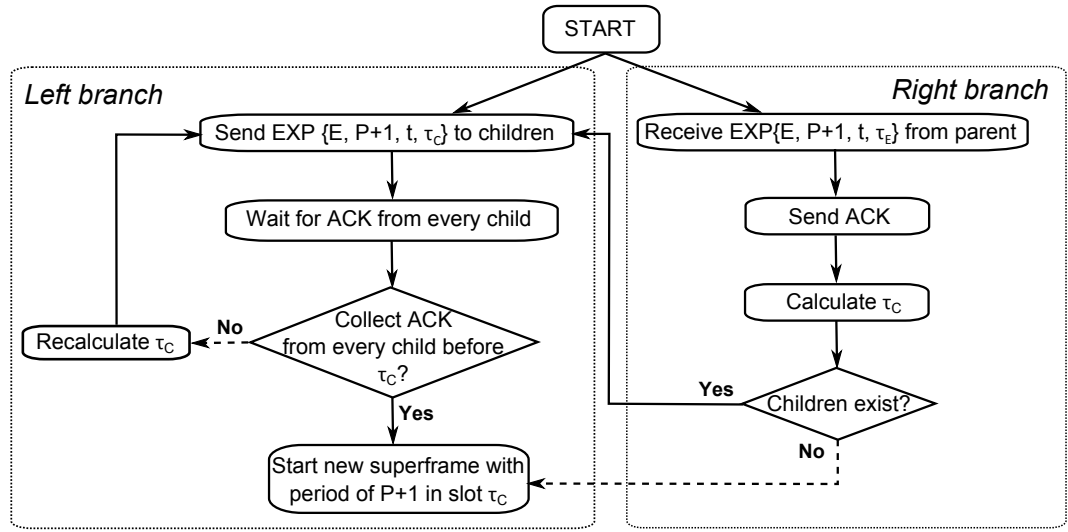 START
Left branch
Send EXP {E, P+1, t, τC} to children
Wait for ACK from every child
Collect ACK
from every child before
τC?
No
Recalculate τC
Yes
Start new superframe with
period of P+1 in slot τC
Right branch
Receive EXP{E, P+1, t, τE} from parent
Send ACK
Calculate τC
Children exist?
Yes
No